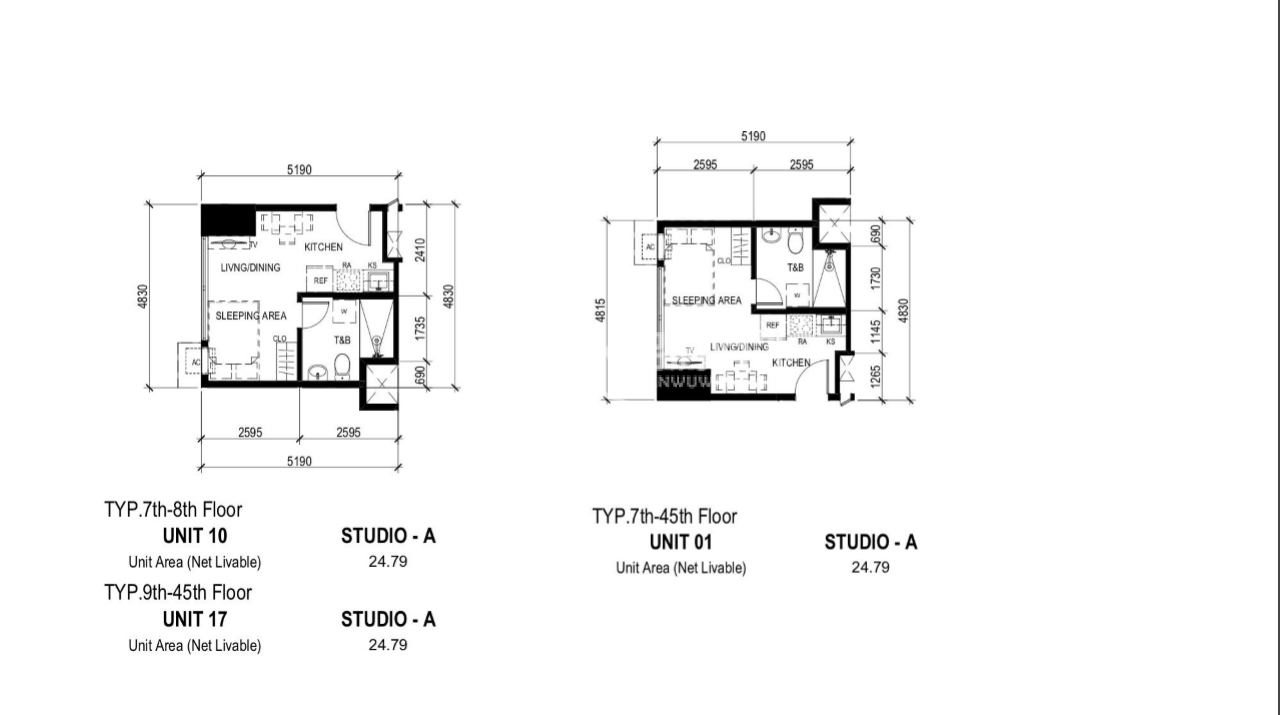 5190
2410
1735
690
4830
4830
TV
KITCHEN
LIVNG/DINING
RA
KS
REF
SLEEPING AREA
W
CLO
T&B
AC
2595
2595
5190
TYP.7th-8th Floor
UNIT 10 STUDIO - A
Unit Area (Net Livable) 24.79
TYP.9th-45th Floor
UNIT 17 STUDIO - A
Unit Area (Net Livable) 24.79
5190
2595
2595
690
1730
1145
1265
4815
4830
AC
CLO
T&B
W
SLEEPING AREA
REF
RA
KS
LIVNG/DINING
TV
KITCHEN
TYP.7th-45th Floor
UNIT 01 STUDIO - A
Unit Area (Net Livable) 24.79